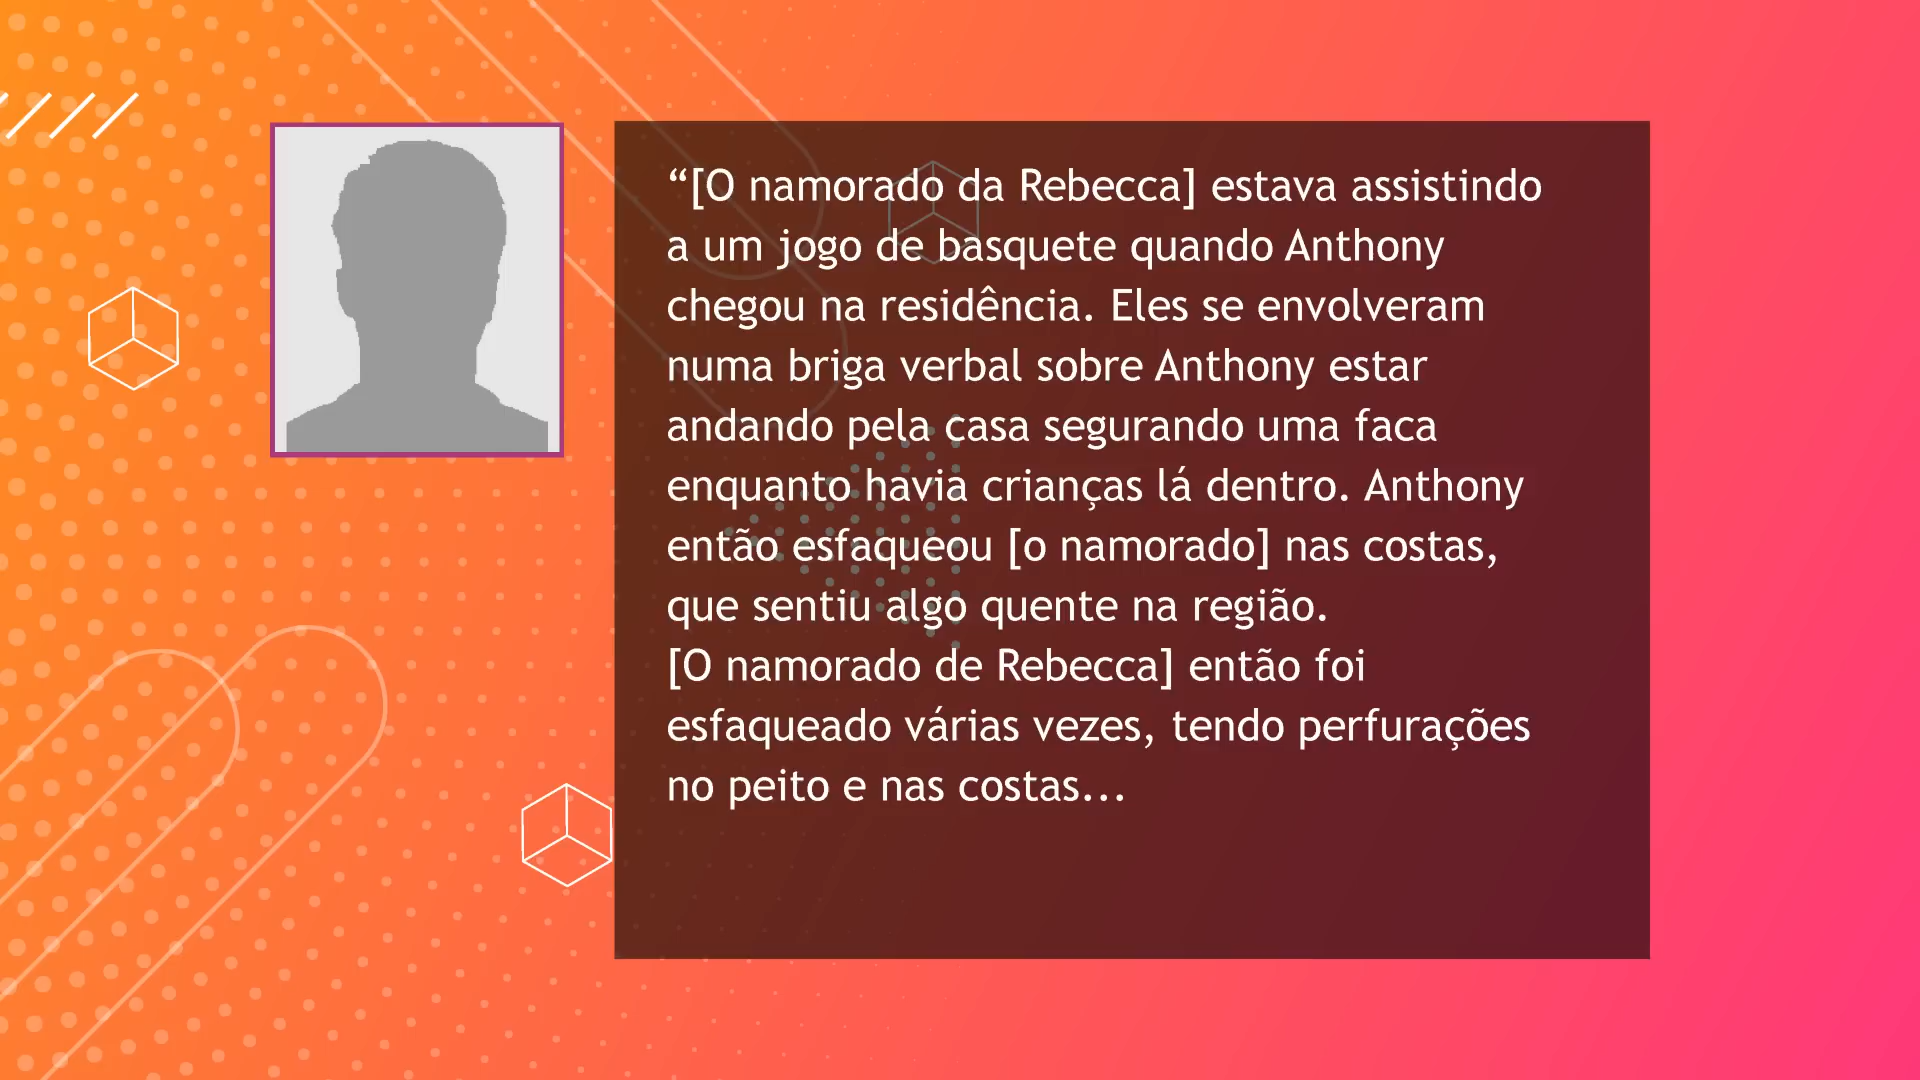 “[O namorado da Rebecca] estava assistindo
a um jogo de basquete quando Anthony
chegou na residência. Eles se envolveram
numa briga verbal sobre Anthony estar
andando pela casa segurando uma faca
enquanto havia crianças lá dentro. Anthony
então esfaqueou [o namorado] nas costas,
que sentiu algo quente na região.
[O namorado de Rebecca] então foi
esfaqueado várias vezes, tendo perfurações
no peito e nas costas...